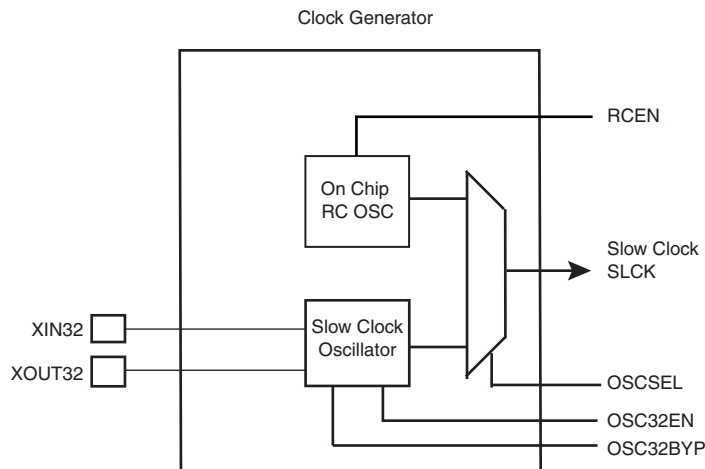 Clock Generator
RCEN
On Chip
RC OSC
Slow Clock
SLCK
XIN32
Slow Clock
Oscillator
XOUT32
OSCSEL
OSC32EN
OSC32BYP